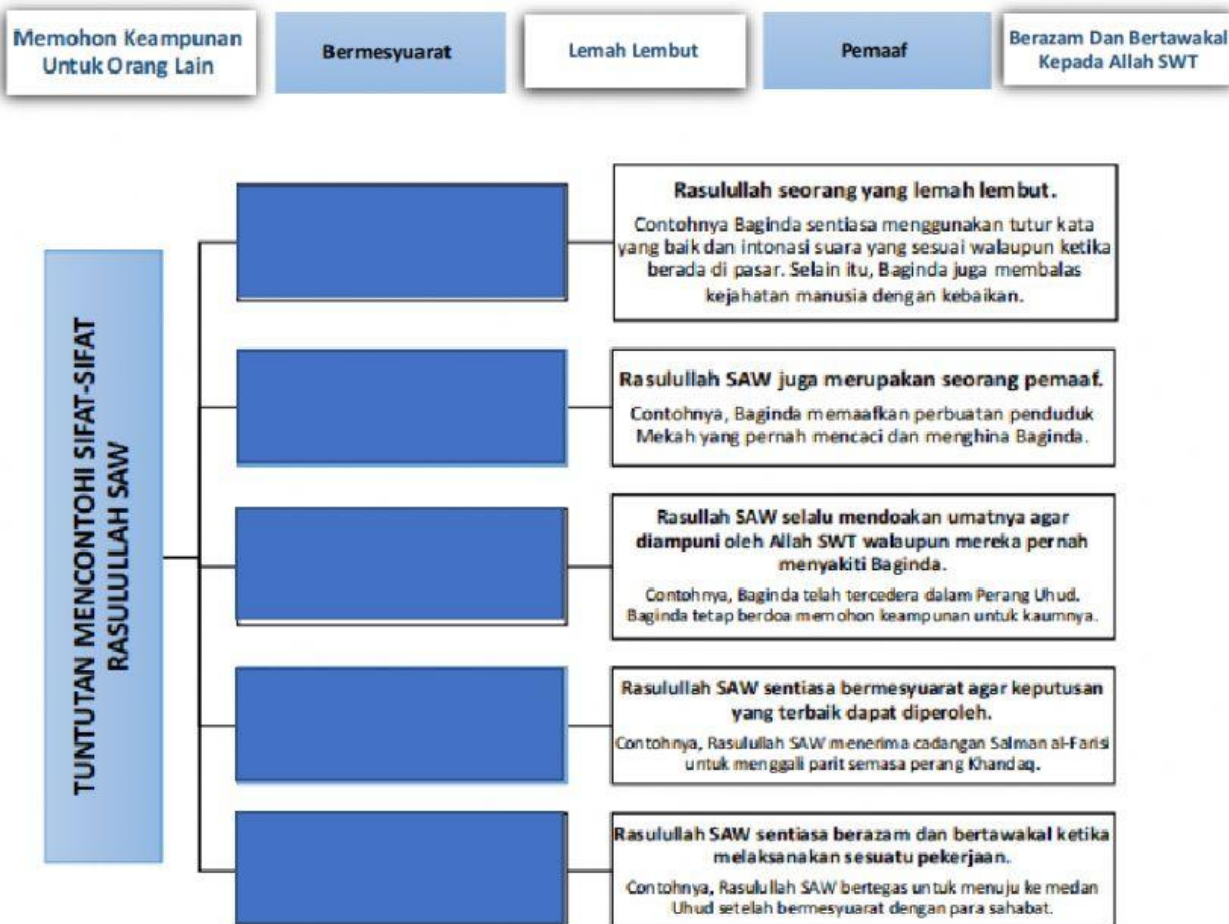 Memohon Keampunan
Untuk Orang Lain
Bermesyuarat
Lemah Lembut
Pemaaf
Berazam Dan Bertawakal
Kepada Allah SWT
TUNTUTAN MENCONTOHI SIFAT-SIFAT
RASULULLAH SAW
Rasulullah seorang yang lemah lembut.
Contohnya Baginda sentiasa menggunakan tutur kata
yang baik dan intonasi suara yang sesuai walaupun ketika
berada di pasar. Selain itu, Baginda juga membalas
kejahatan manusia dengan kebaikan.
Rasulullah SAW juga merupakan seorang pemaaf.
Contohnya, Baginda memaafkan perbuatan penduduk
Mekah yang pernah mencaci dan menghina Baginda.
Rasullah SAW selalu mendoakan umatnya agar
diampuni oleh Allah SWT walaupun mereka pernah
menyakiti Baginda.
Contohnya, Baginda telah tercedera dalam Perang Uhud.
Baginda tetap berdoa memohon keampunan untuk kaumnya.
Rasulullah SAW sentiasa bermesyuarat agar keputusan
yang terbaik dapat diperoleh.
Contohnya, Rasulullah SAW menerima cadangan Salman al-Farisi
untuk menggali parit semasa perang Khandaq.
Rasulullah SAW sentiasa berazam dan bertawakal ketika
melaksanakan sesuatu pekerjaan.
Contohnya, Rasulullah SAW bertegas untuk menuju ke medan
Uhud setelah bermesyuarat dengan para sahabat.